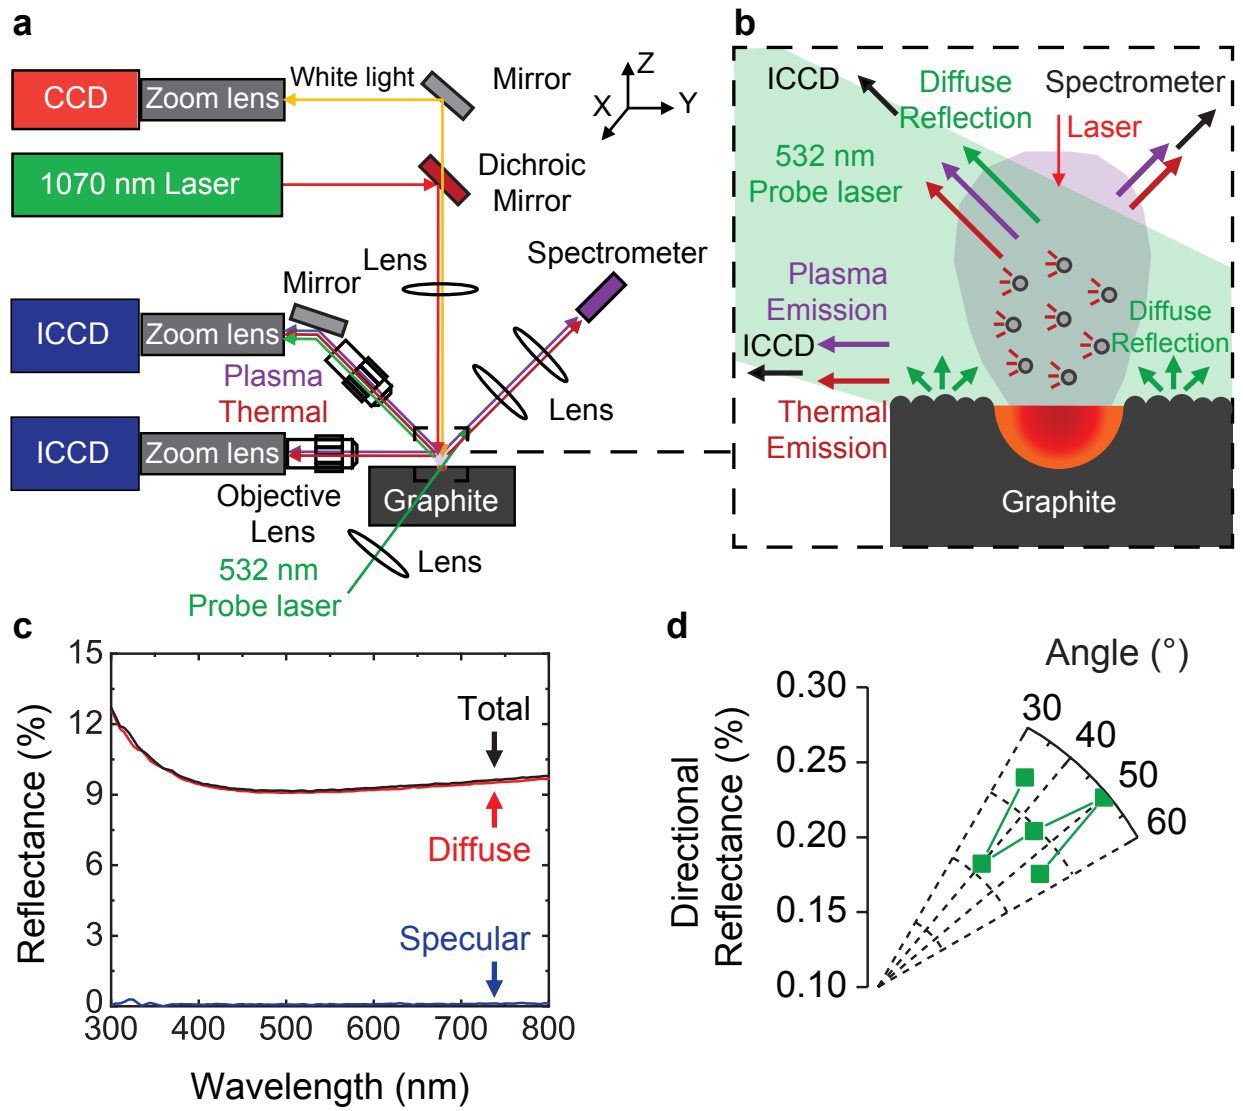 a
CCD
Zoom lens
White light
Mirror
Z
X
Y
1070 nm Laser
Dichroic
Mirror
Lens
Spectrometer
Mirror
ICCD
Zoom lens
Plasma
Thermal
Lens
ICCD
Zoom lens
Objective
Lens
Graphite
532 nm
Probe laser
Lens
b
ICCD
Diffuse
Reflection
Spectrometer
Laser
532 nm
Probe laser
Plasma
Emission
Diffuse
Reflection
ICCD
Thermal
Emission
Graphite
c
Reflectance (%)
15
12
9
6
3
0
Total
Diffuse
Specular
300 400 500 600 700 800
Wavelength (nm)
d
Angle (°)
Directional
Reflectance (%)
0.30
0.25
0.20
0.15
0.10
30
40
50
60